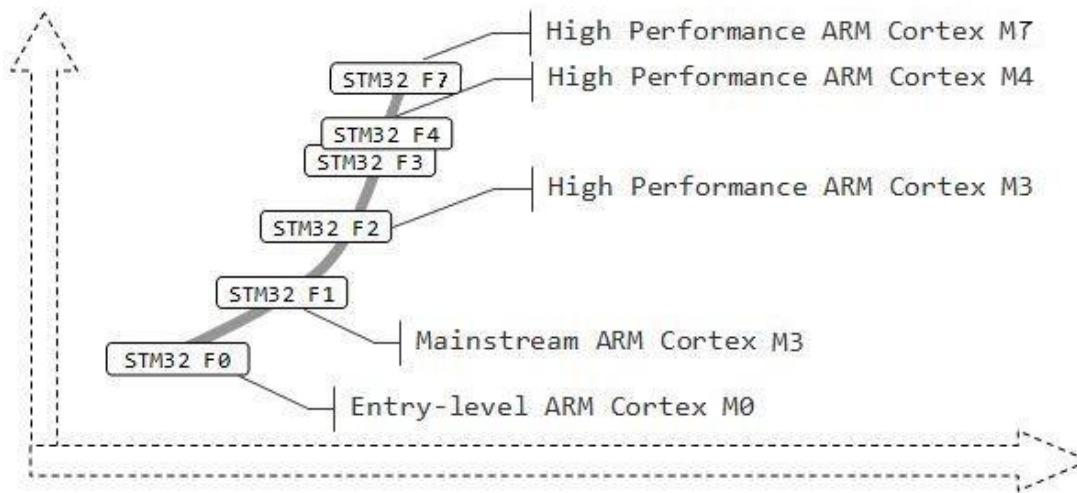 High Performance ARM Cortex M7
STM32 F7
High Performance ARM Cortex M4
STM32 F4
STM32 F3
High Performance ARM Cortex M3
STM32 F2
STM32 F1
Mainstream ARM Cortex M3
STM32 F0
Entry-level ARM Cortex M0